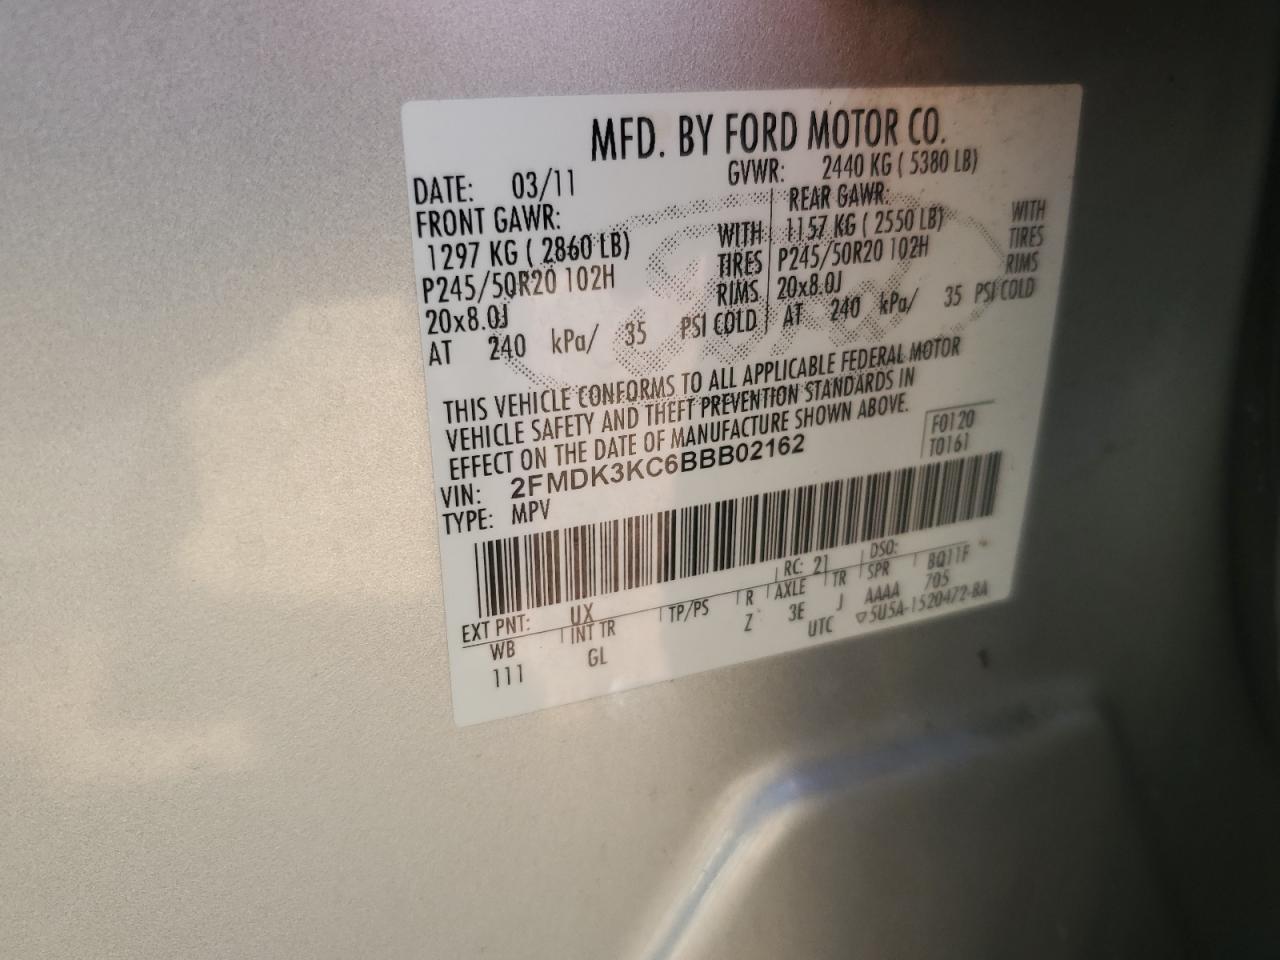 MFD. BY FORD MOTOR CO.
DATE: 03/11 GVWR: 2440 KG ( 5380 LB)
FRONT GAWR: REAR GAWR:
1297 KG ( 2860 LB) WITH 1157 KG ( 2550 LB) WITH
P245/50R20 102H TIRES P245/50R20 102H TIRES
20x8.0J RIMS 20x8.0J RIMS
AT 240 kPa/ 35 PSI COLD AT 240 kPa/ 35 PSI COLD
THIS VEHICLE CONFORMS TO ALL APPLICABLE FEDERAL MOTOR
VEHICLE SAFETY AND THEFT PREVENTION STANDARDS IN
EFFECT ON THE DATE OF MANUFACTURE SHOWN ABOVE.
F0120
T0161
VIN: 2FMDK3KC6BBB02162
TYPE: MPV
EXT PNT: UX RC: 21 DSO:
WB INT TR TP/PS R AXLE TR SPR BQ11F
111 GL Z 3E J AAAA 705
UTC ▽5U5A-1520472-BA